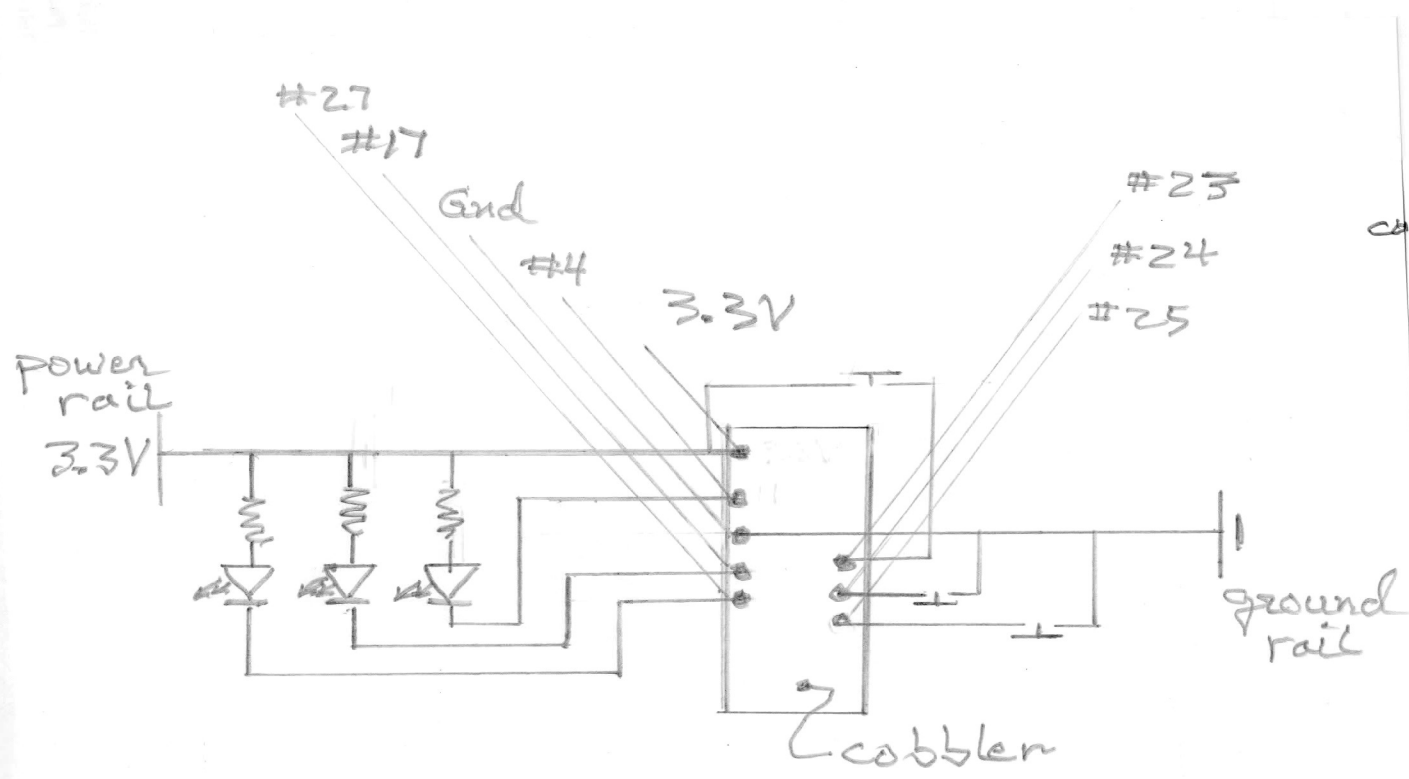 #27
#17
Gnd
#4
3.3V
#23
#24
#25
power
rail
3.3V
ground
rail
cobbler